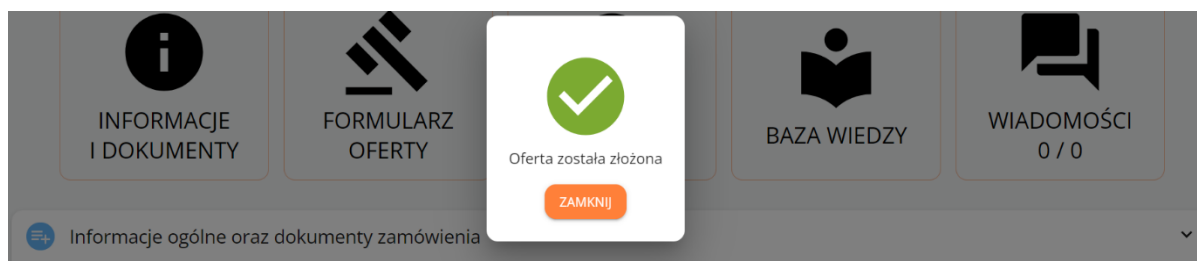 INFORMACJE
I DOKUMENTY
FORMULARZ
OFERTY
Oferta została złożona
ZAMKNIJ
BAZA WIEDZY
WIADOMOŚCI
0 / 0
Informacje ogólne oraz dokumenty zamówienia